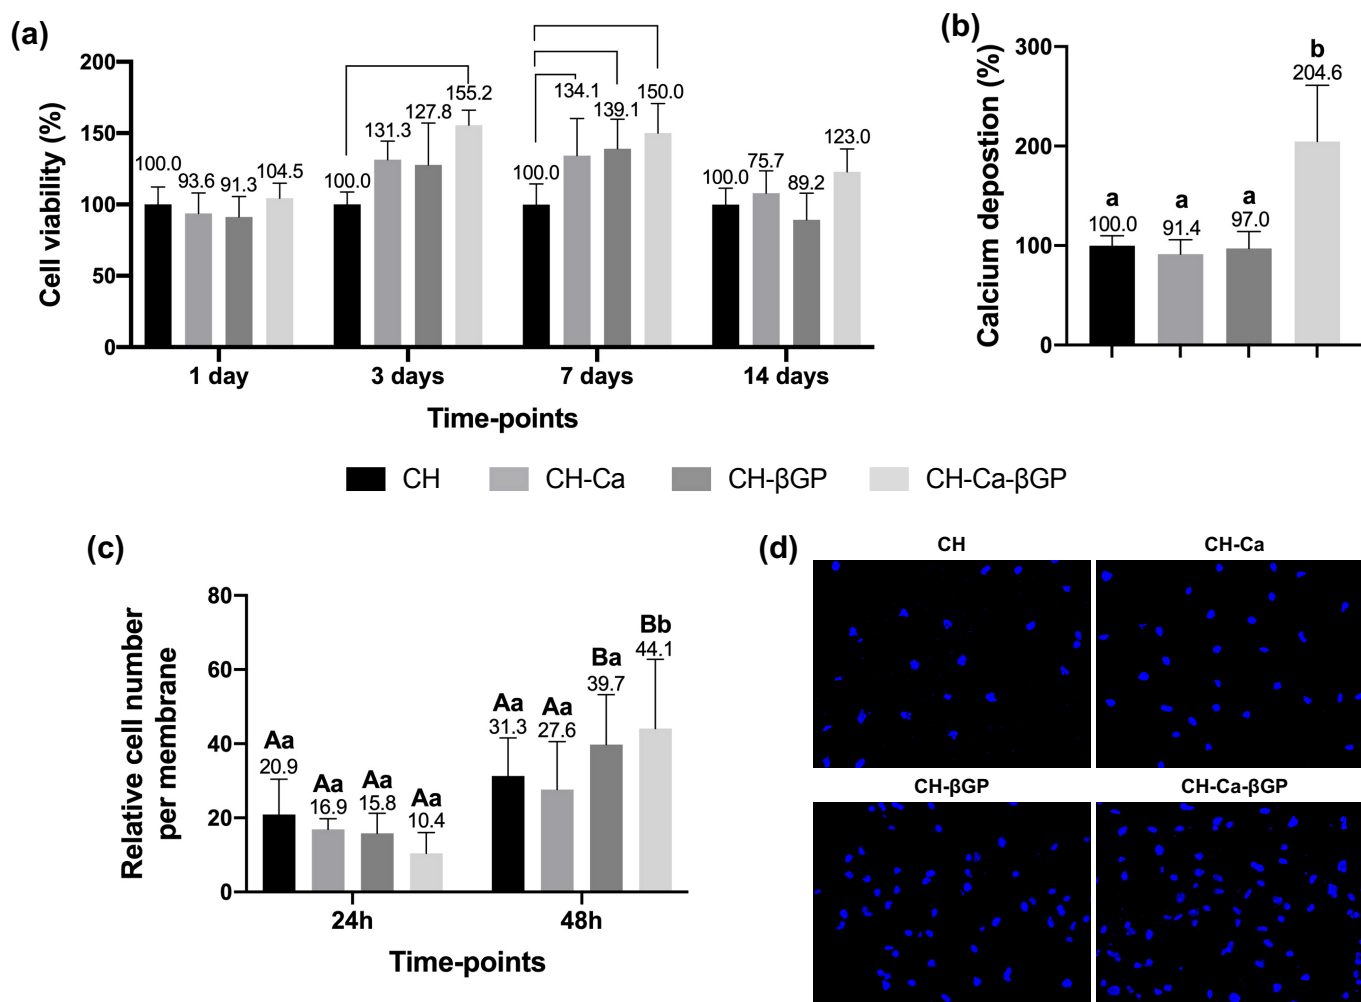 (a)
Cell viability (%)
200
150
100
50
0
100.0
93.6
91.3
104.5
100.0
131.3
127.8
155.2
100.0
134.1
139.1
150.0
100.0
75.7
89.2
123.0
1 day
3 days
7 days
14 days
Time-points
(b)
Calcium depostion (%)
300
200
100
0
a
100.0
a
91.4
a
97.0
b
204.6
CH
CH-Ca
CH-βGP
CH-Ca-βGP
(c)
Relative cell number
per membrane
80
60
40
20
0
Aa
20.9
Aa
16.9
Aa
15.8
Aa
10.4
Aa
31.3
Aa
27.6
Ba
39.7
Bb
44.1
24h
48h
Time-points
(d)
CH
CH-Ca
CH-βGP
CH-Ca-βGP